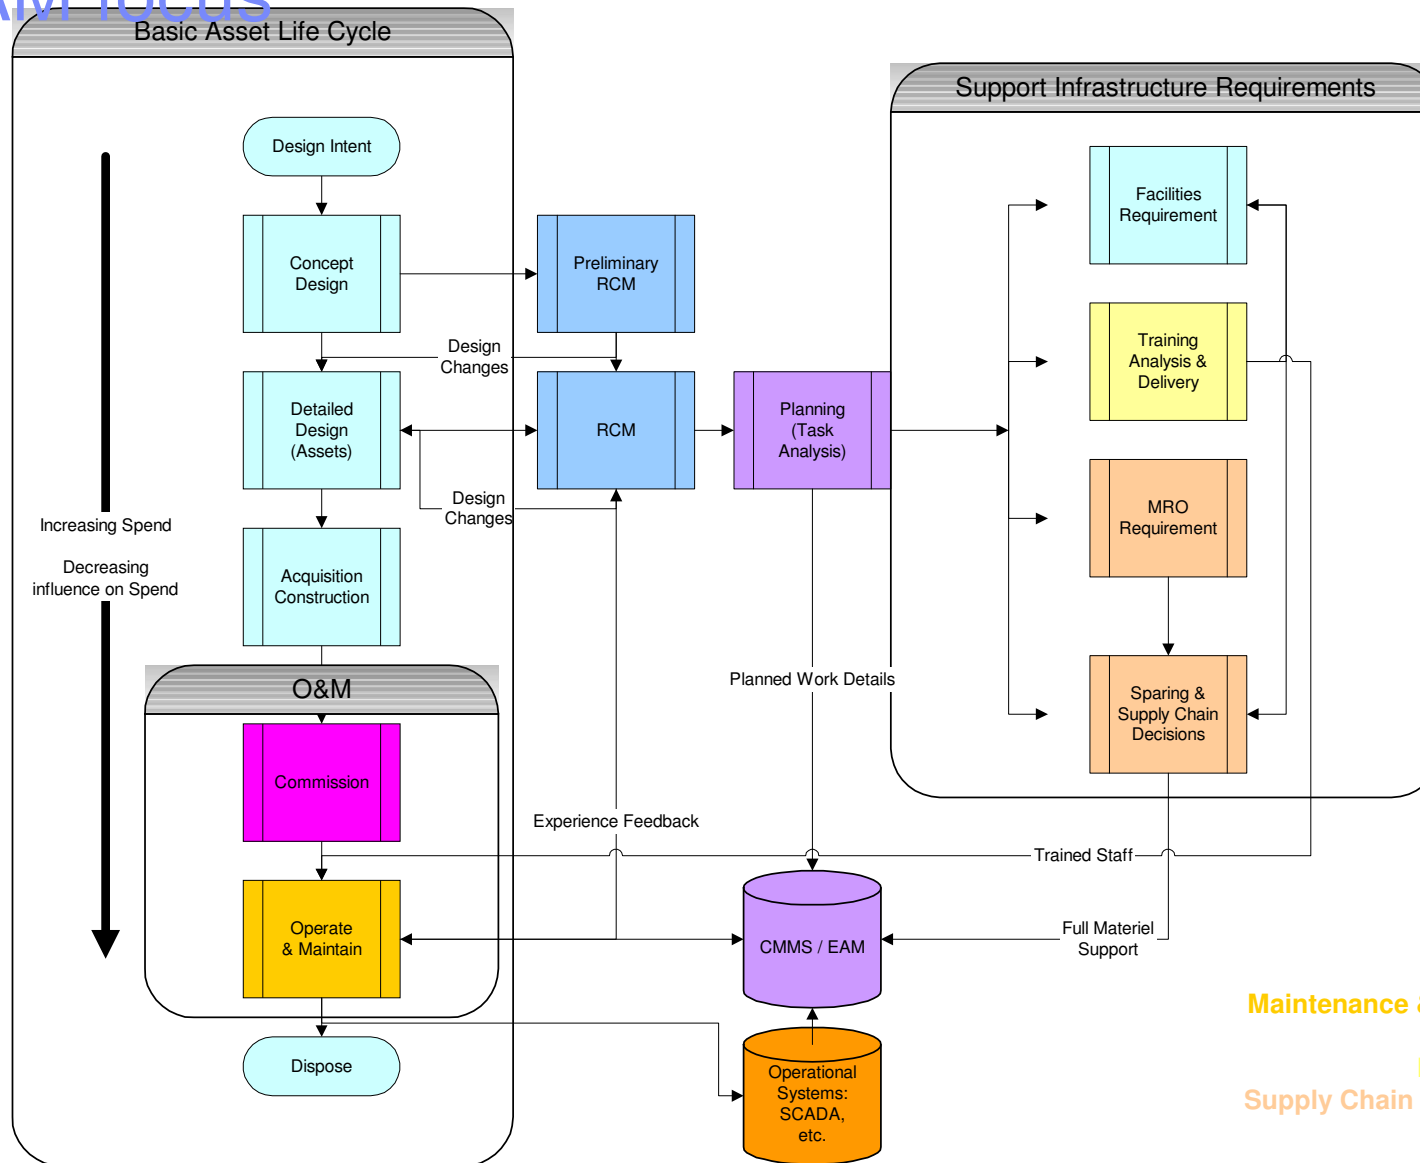 AM focus
Basic Asset Life Cycle
Support Infrastructure Requirements
Design Intent
Facilities
Requirement
Concept
Design
Preliminary
RCM
Design
Changes
Training
Analysis &
Delivery
Detailed
Design
(Assets)
RCM
Planning
(Task
Analysis)
Design
Changes
MRO
Requirement
Increasing Spend
Decreasing
influence on Spend
Acquisition
Construction
O&M
Planned Work Details
Sparing &
Supply Chain
Decisions
Commission
Experience Feedback
Trained Staff
Operate
& Maintain
CMMS / EAM
Full Materiel
Support
Maintenance &
Dispose
Operational
Systems:
SCADA,
etc.
Supply Chain